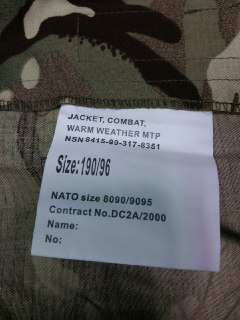 JACKET, COMBAT,
WARM WEATHER MTP
NSN 8415-99-317-8351
Size:190/96
NATO size 8090/9095
Contract No.DC2A/2000
Name:
No: